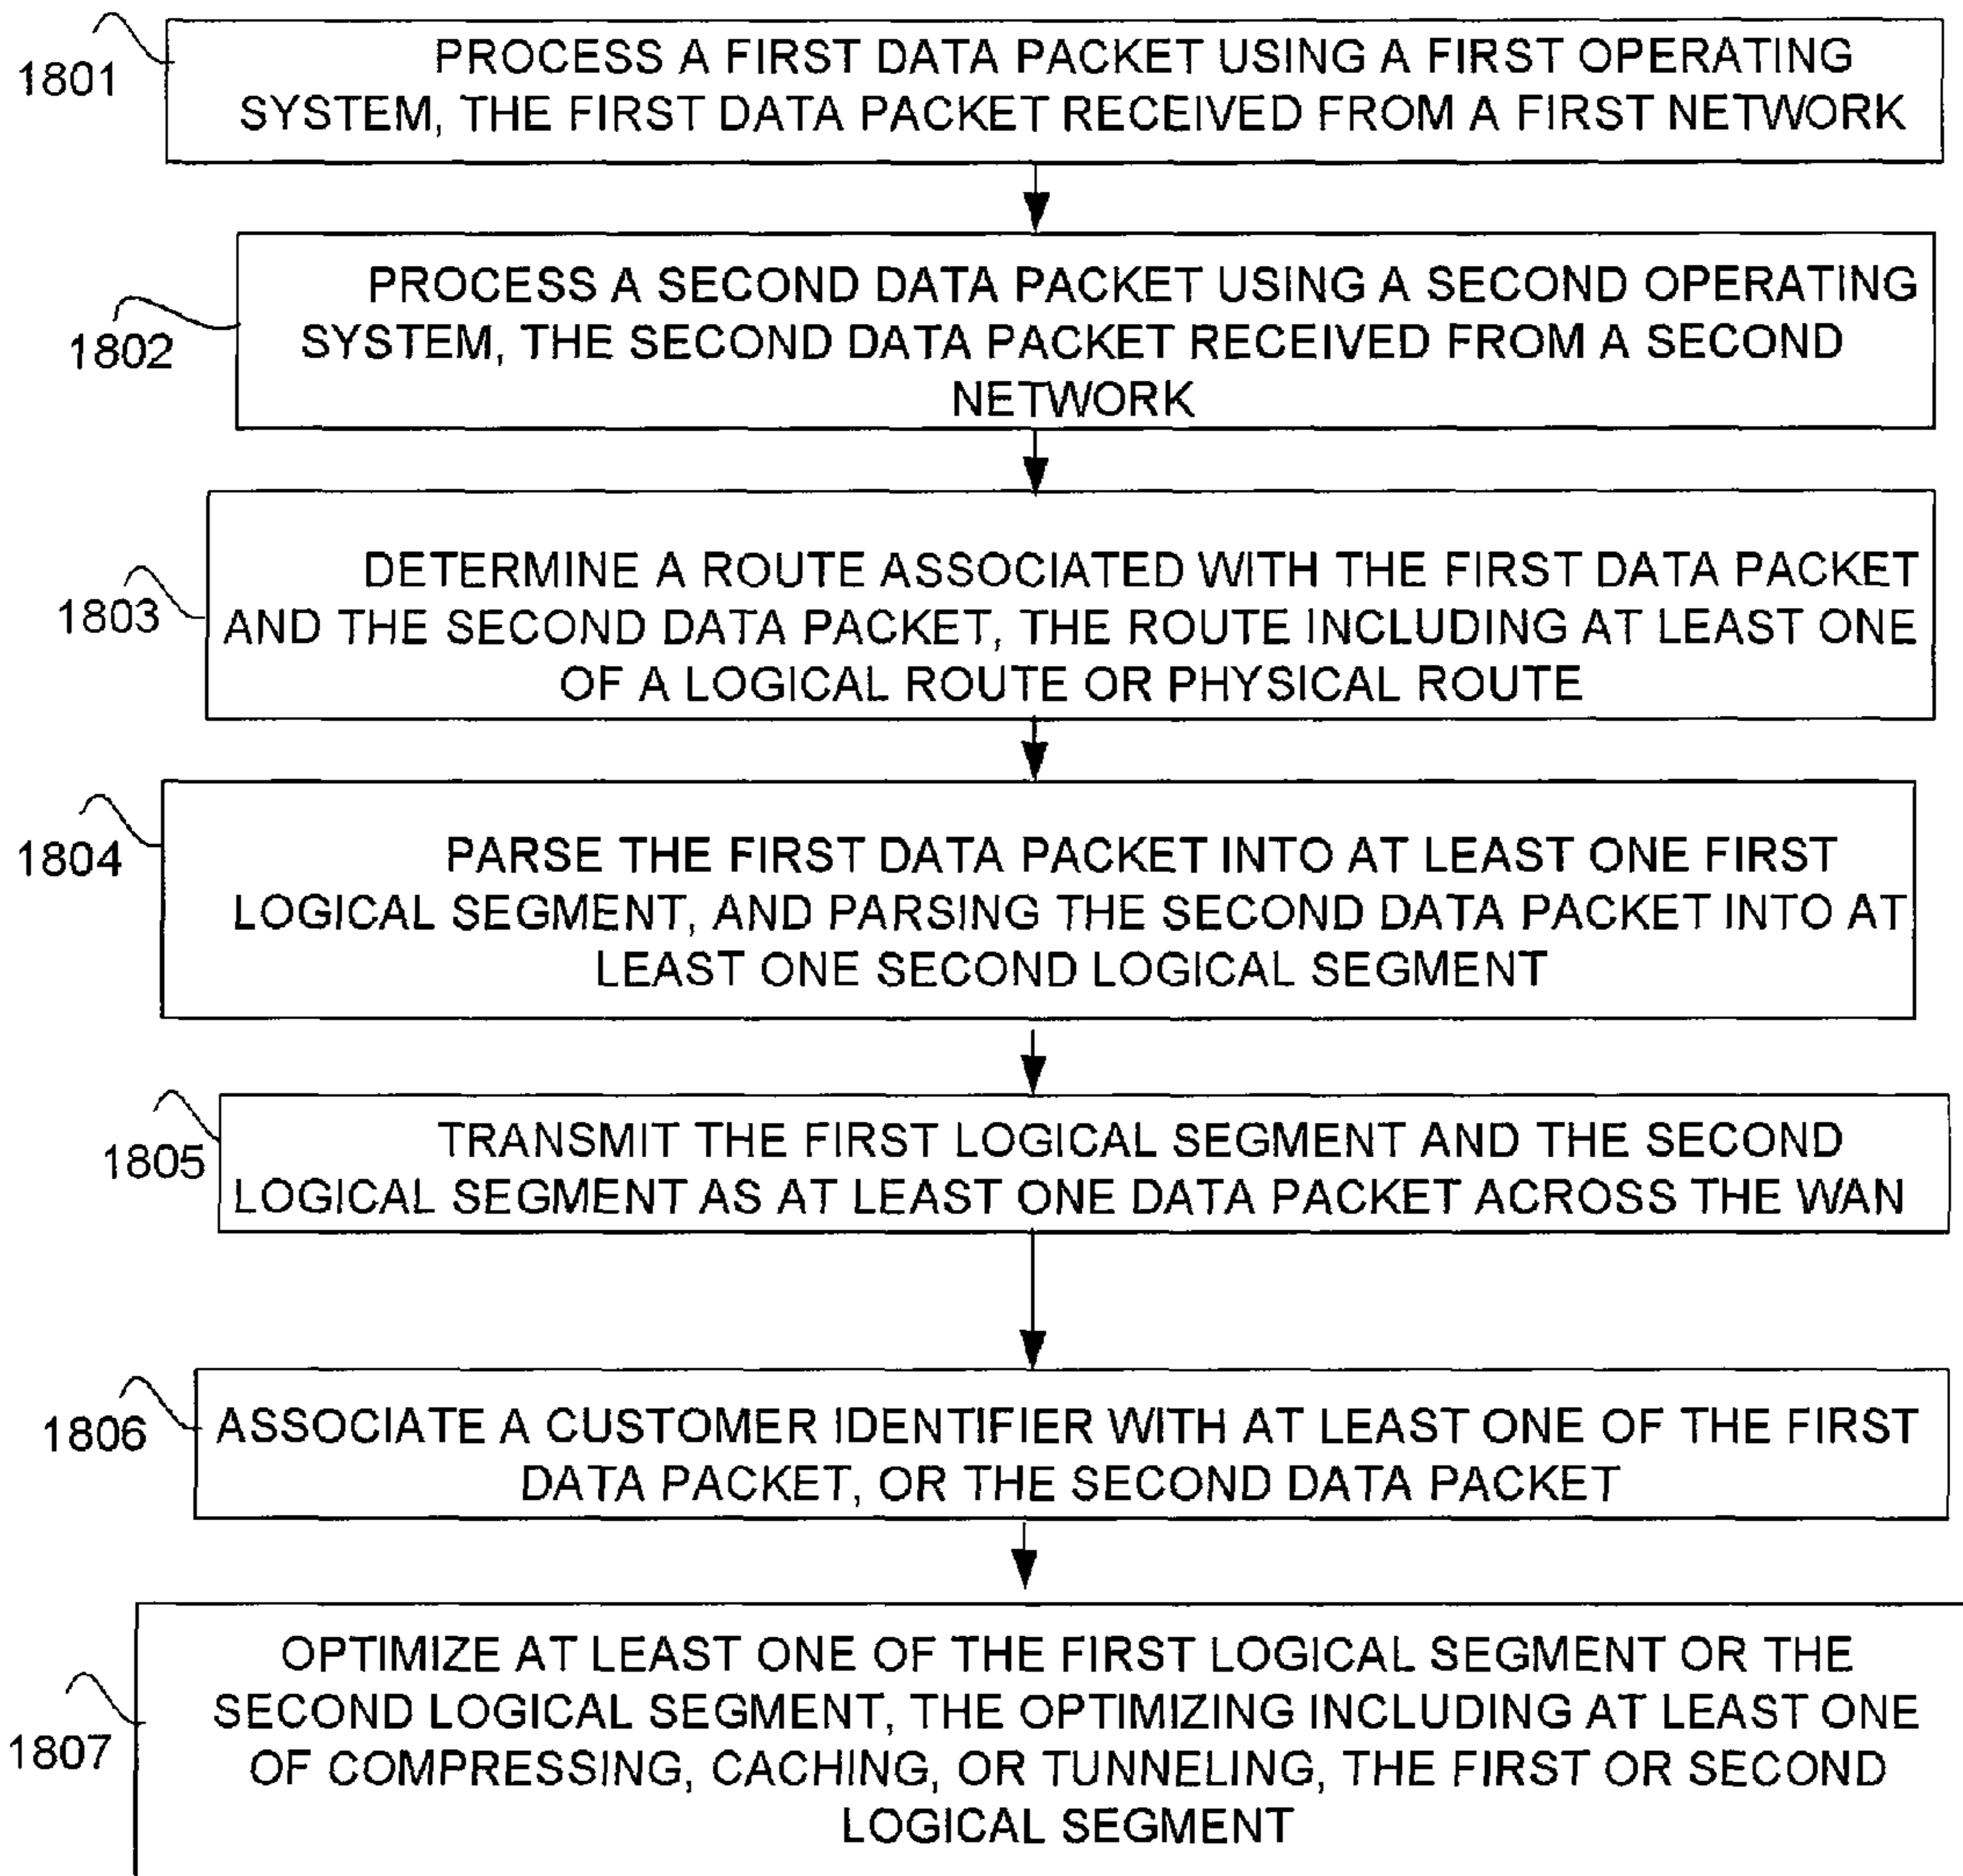 1801
PROCESS A FIRST DATA PACKET USING A FIRST OPERATING
SYSTEM, THE FIRST DATA PACKET RECEIVED FROM A FIRST NETWORK
1802
PROCESS A SECOND DATA PACKET USING A SECOND OPERATING
SYSTEM, THE SECOND DATA PACKET RECEIVED FROM A SECOND
NETWORK
1803
DETERMINE A ROUTE ASSOCIATED WITH THE FIRST DATA PACKET
AND THE SECOND DATA PACKET, THE ROUTE INCLUDING AT LEAST ONE
OF A LOGICAL ROUTE OR PHYSICAL ROUTE
1804
PARSE THE FIRST DATA PACKET INTO AT LEAST ONE FIRST
LOGICAL SEGMENT, AND PARSING THE SECOND DATA PACKET INTO AT
LEAST ONE SECOND LOGICAL SEGMENT
1805
TRANSMIT THE FIRST LOGICAL SEGMENT AND THE SECOND
LOGICAL SEGMENT AS AT LEAST ONE DATA PACKET ACROSS THE WAN
1806
ASSOCIATE A CUSTOMER IDENTIFIER WITH AT LEAST ONE OF THE FIRST
DATA PACKET, OR THE SECOND DATA PACKET
1807
OPTIMIZE AT LEAST ONE OF THE FIRST LOGICAL SEGMENT OR THE
SECOND LOGICAL SEGMENT, THE OPTIMIZING INCLUDING AT LEAST ONE
OF COMPRESSING, CACHING, OR TUNNELING, THE FIRST OR SECOND
LOGICAL SEGMENT